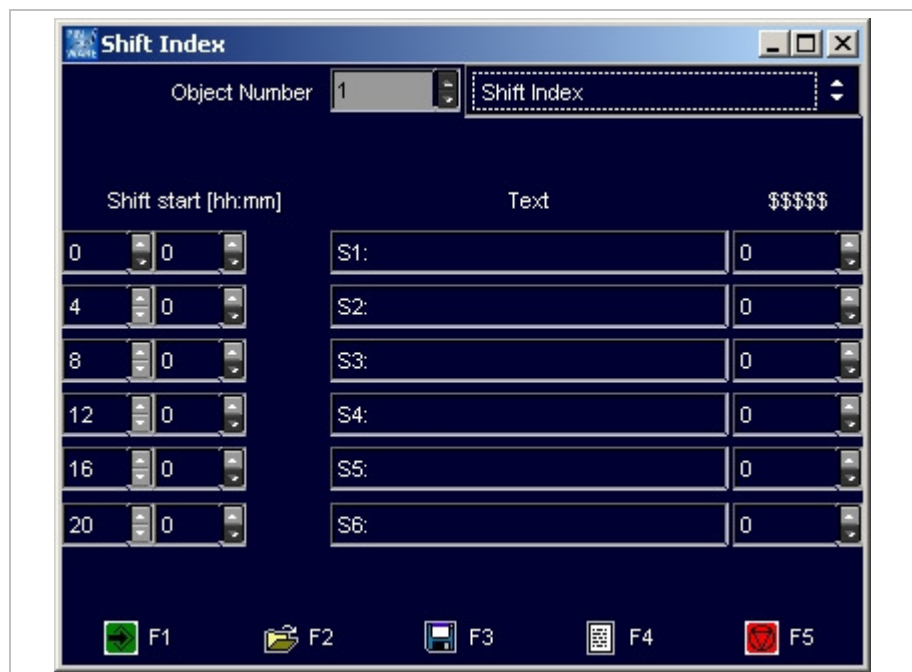 Shift Index
Object Number 1 Shift Index
Shift start [hh:mm] Text $$$$$
0 0 S1: 0
4 0 S2: 0
8 0 S3: 0
12 0 S4: 0
16 0 S5: 0
20 0 S6: 0
F1 F2 F3 F4 F5